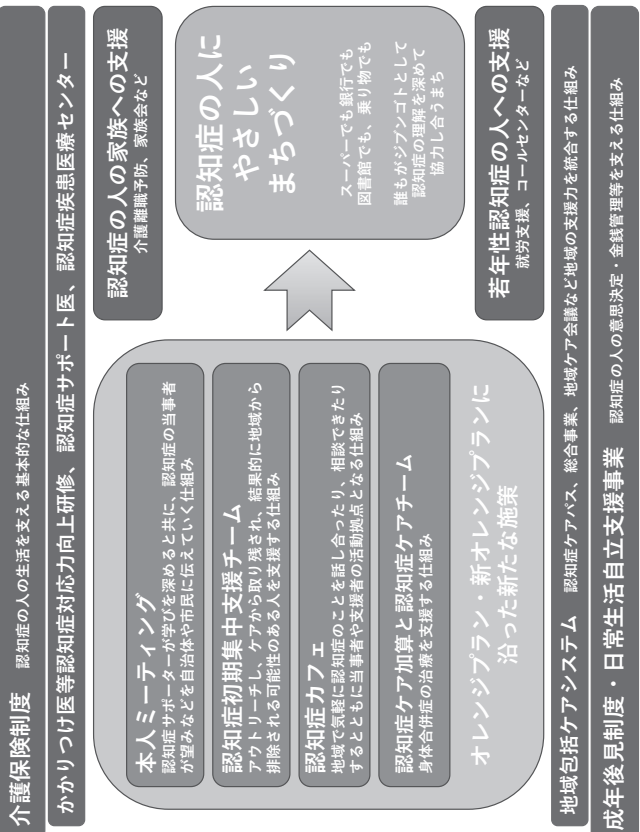 介護保険制度 認知症の人の生活を支える基本的な仕組み
かかりつけ医等認知症対応力向上研修、認知症サポート医、認知症疾患医療センター
本人ミーティング
認知症サポーターが学びを深めると共に、認知症の当事者
が望みなどを自治体や市民に伝えていく仕組み
認知症初期集中支援チーム
アウトリーチし、ケアから取り残され、結果的に地域から
排除される可能性のある人を支援する仕組み
認知症カフェ
地域で気軽に認知症のことを話し合ったり、相談できたり
するとともに当事者や支援者の活動拠点となる仕組み
認知症ケア加算と認知症ケアチーム
身体合併症の治療を支援する仕組み
オレンジプラン・新オレンジプランに
沿った新たな施策
認知症の人の家族への支援
介護離職予防、家族会など
認知症の人に
やさしい
まちづくり
スーパーでも銀行でも
図書館でも、乗り物でも
誰もがジブンゴトとして
認知症の理解を深めて
協力し合うまち
若年性認知症の人への支援
就労支援、コールセンターなど
地域包括ケアシステム 認知症ケアパス、総合事業、地域ケア会議など地域の支援力を統合する仕組み
成年後見制度・日常生活自立支援事業 認知症の人の意思決定・金銭管理等を支える仕組み